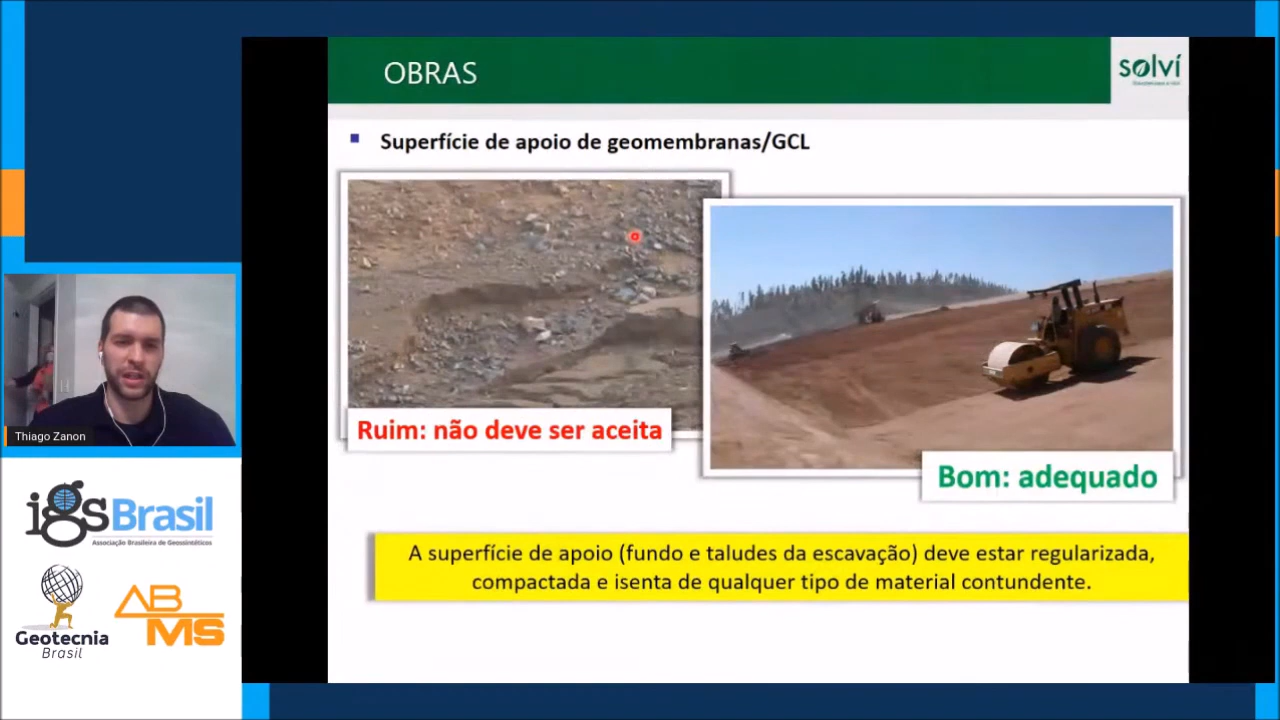 OBRAS
sølví
Superfície de apoio de geomembranas/GCL
Ruim: não deve ser aceita
Bom: adequado
A superfície de apoio (fundo e taludes da escavação) deve estar regularizada,
compactada e isenta de qualquer tipo de material contundente.
Thiago Zanon
igsBrasil
Associação Brasileira de Geossintéticos
Geotecnia
Brasil
ABMS